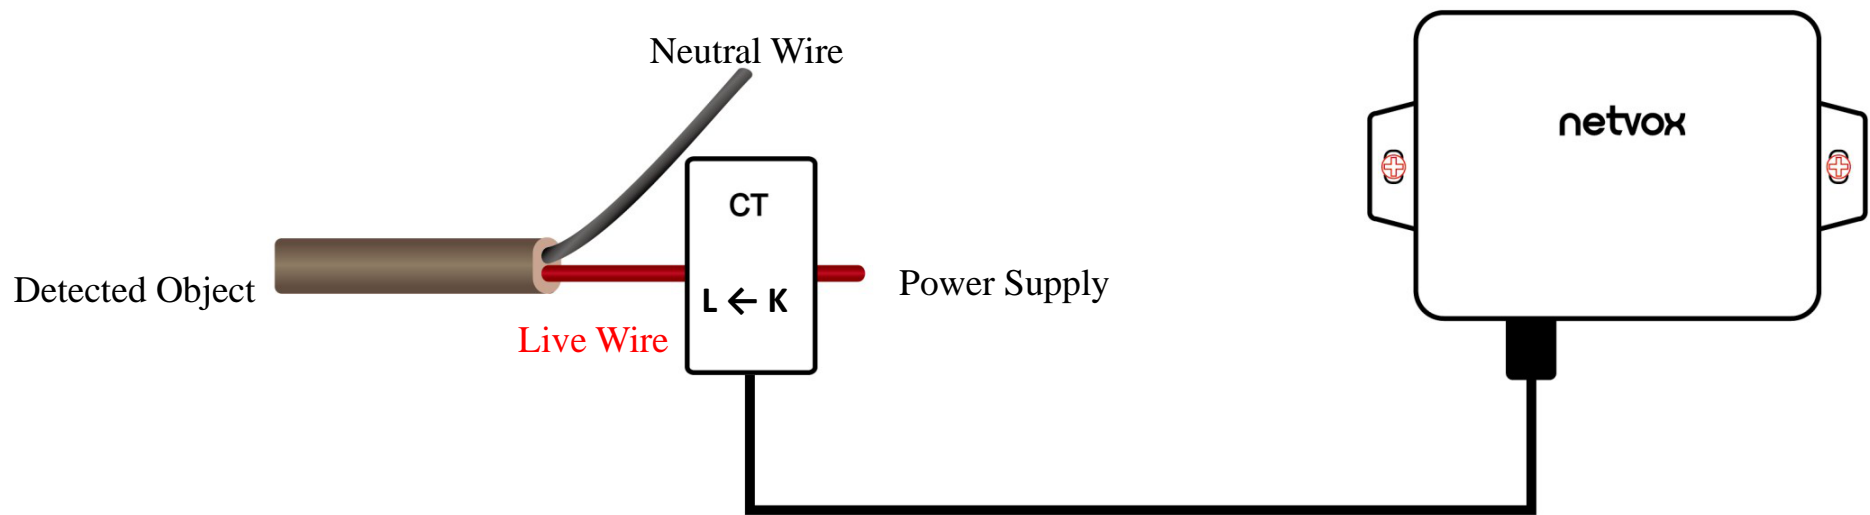 Neutral Wire
netvox
CT
Detected Object
L ← K
Power Supply
Live Wire